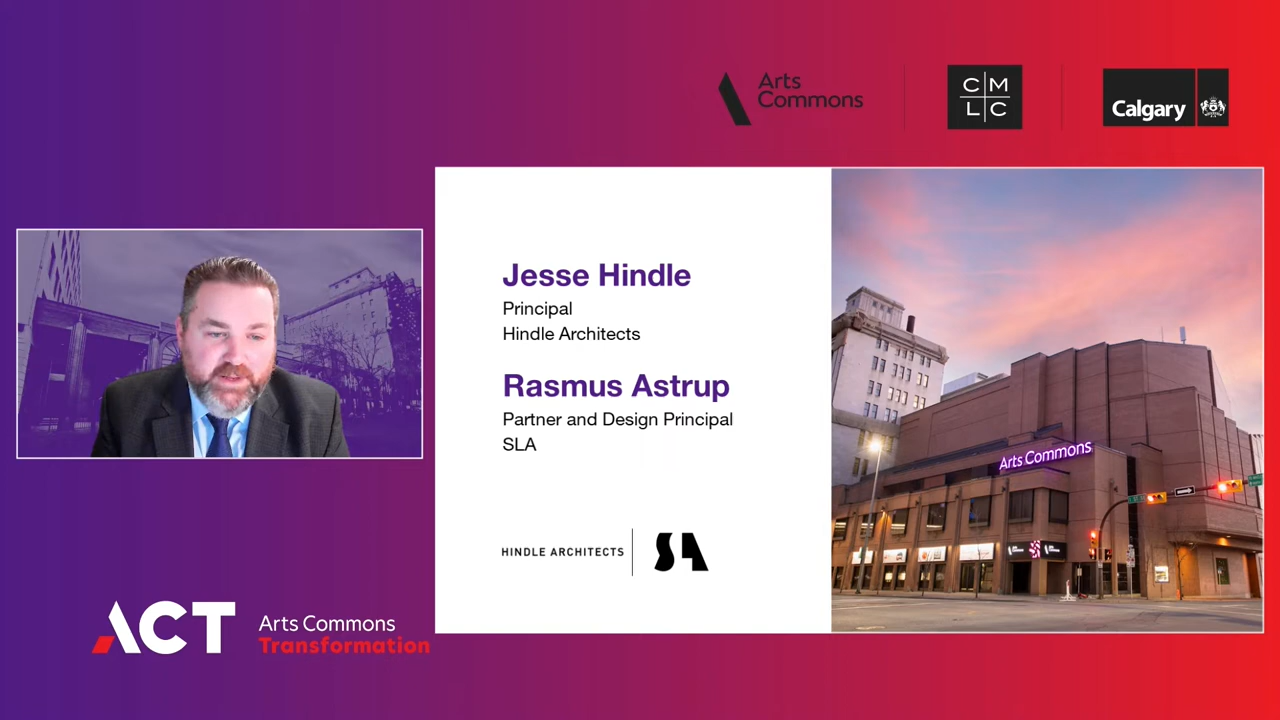 Arts
Commons
C M
L C
Calgary
Jesse Hindle
Principal
Hindle Architects
Rasmus Astrup
Partner and Design Principal
SLA
HINDLE ARCHITECTS
SLA
Arts Commons
ACT
Arts Commons
Transformation